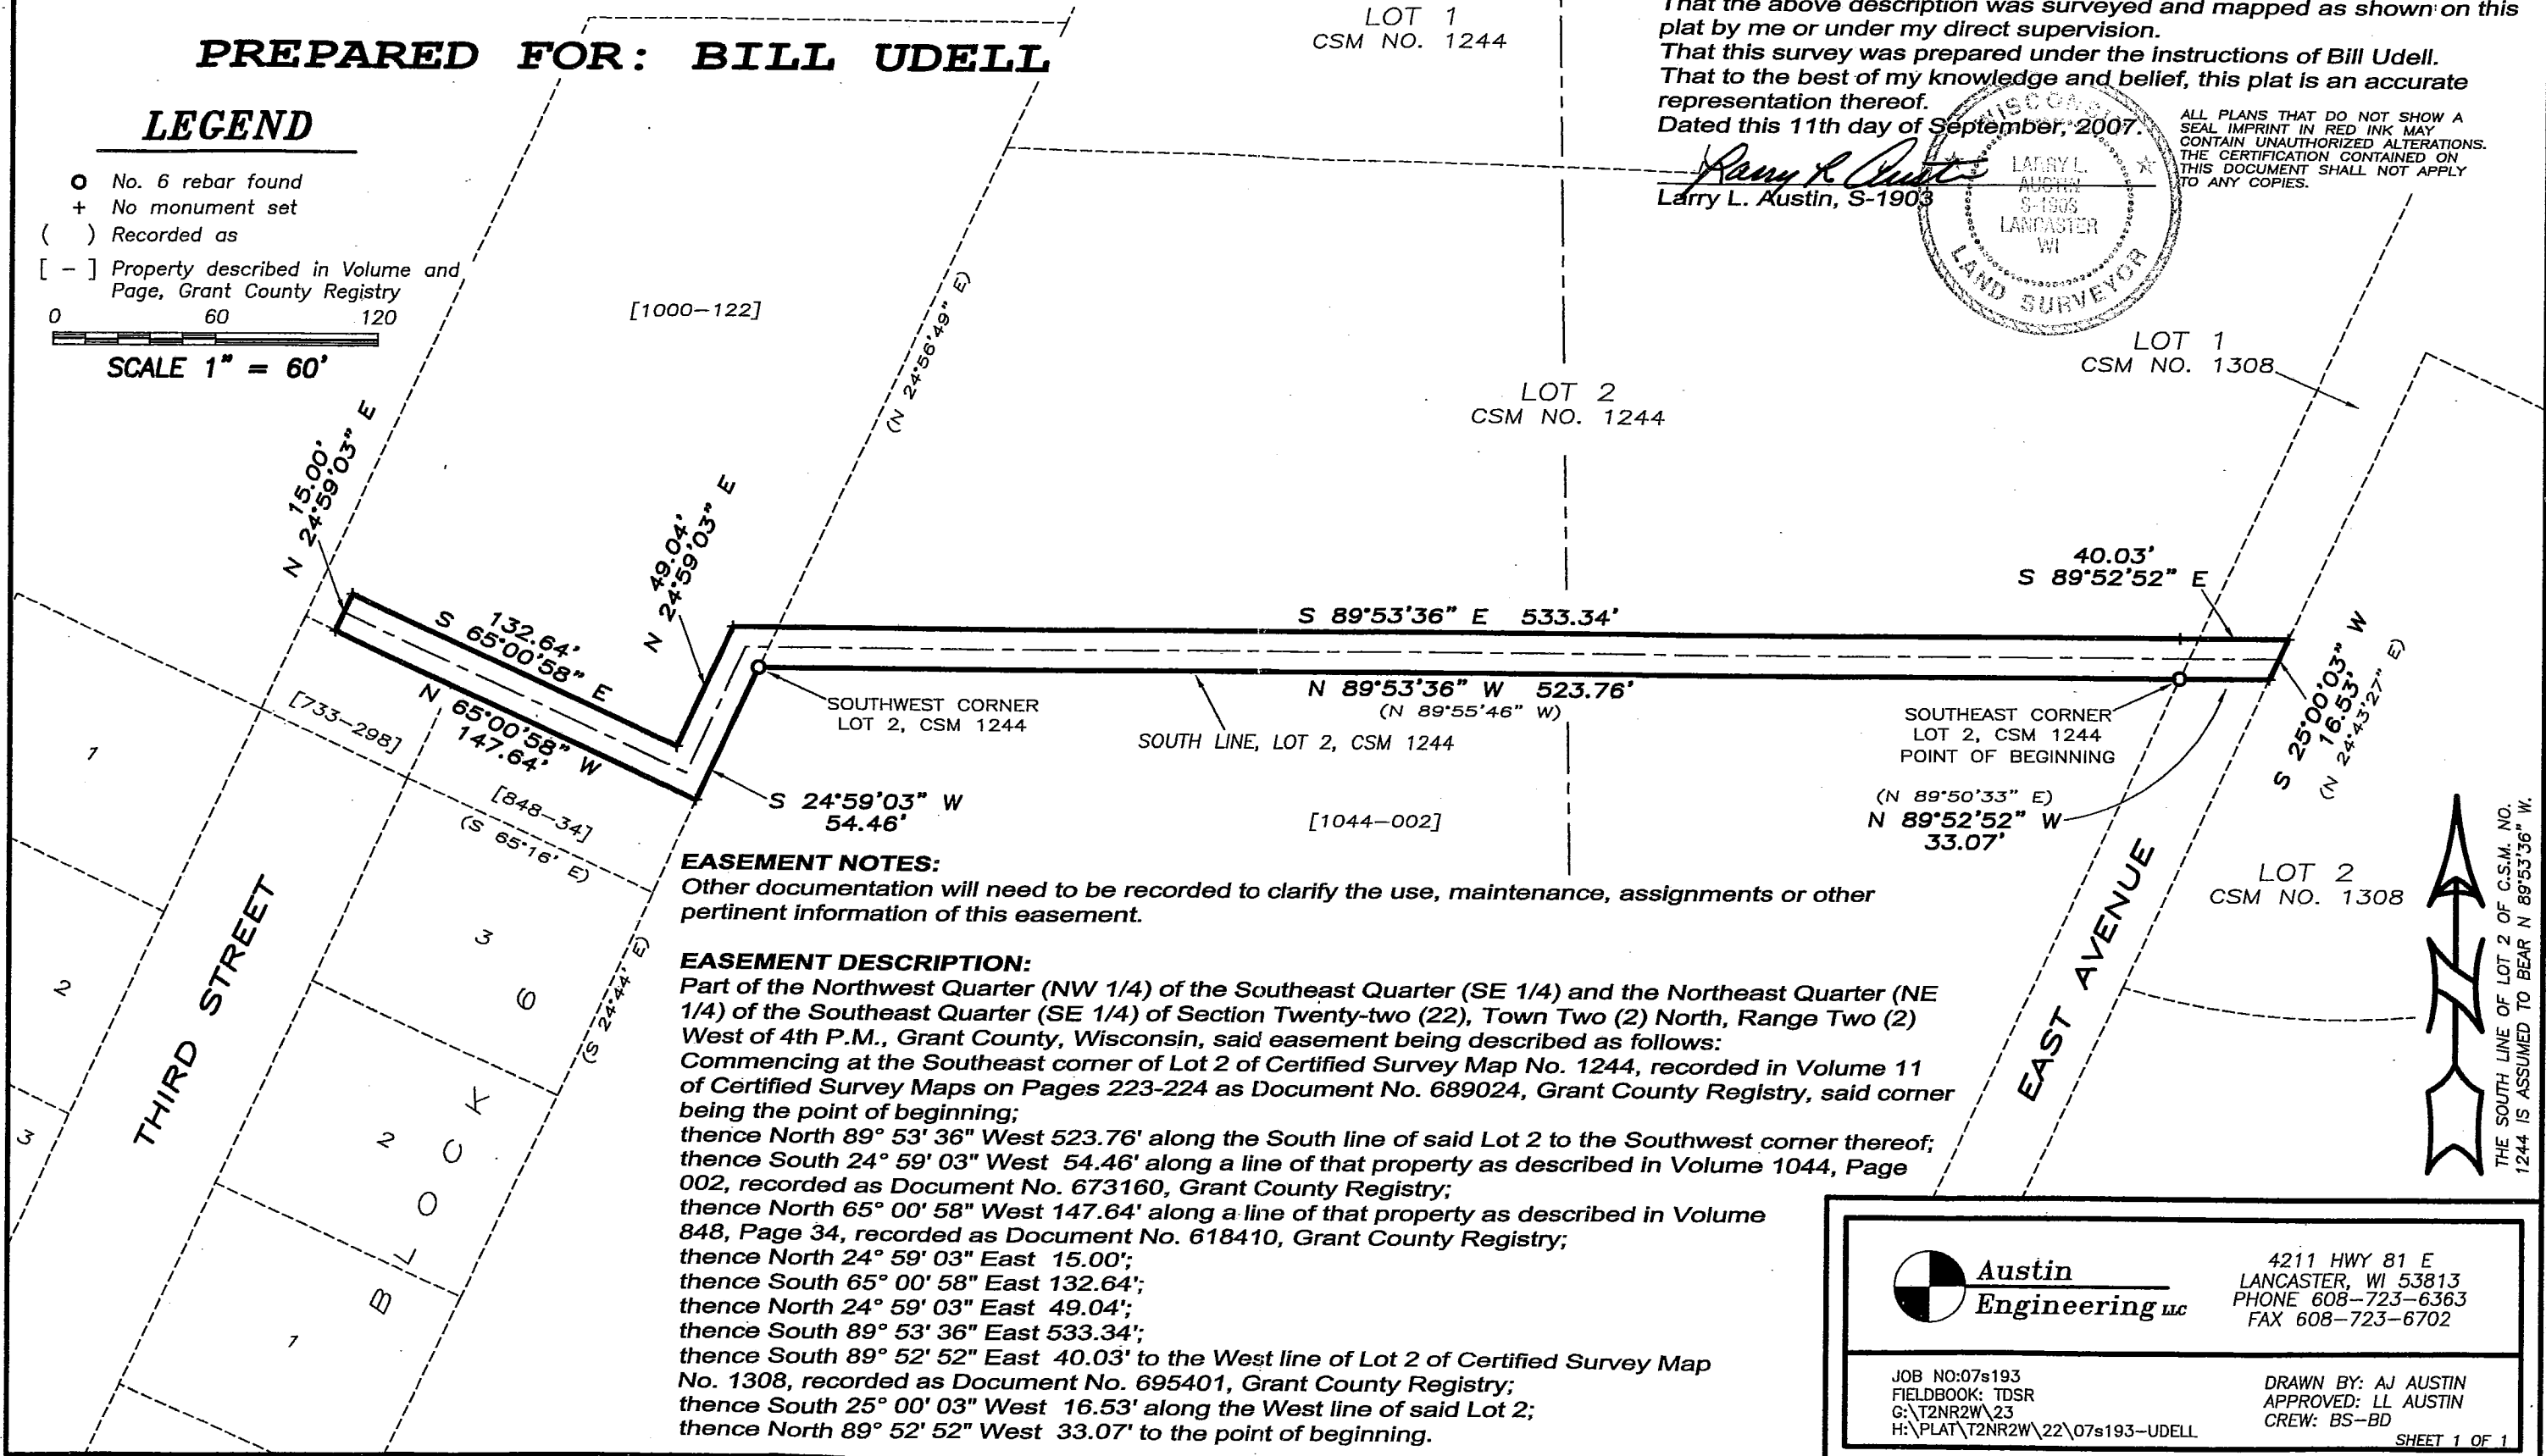 PREPARED FOR: BILL UDELL
LEGEND
No. 6 rebar found
+ No monument set
( ) Recorded as
[ - ] Property described in Volume and
Page, Grant County Registry
0 60 120
SCALE 1" = 60'
LOT 1
CSM NO. 1244
That the above description was surveyed and mapped as shown on this
plat by me or under my direct supervision.
That this survey was prepared under the instructions of Bill Udell.
That to the best of my knowledge and belief, this plat is an accurate
representation thereof.
Dated this 11th day of September, 2007.
Larry L. Austin, S-1903
WISCONSIN
LARRY L.
AUSTIN
S-1903
LANCASTER
WI
LAND SURVEYOR
ALL PLANS THAT DO NOT SHOW A
SEAL IMPRINT IN RED INK MAY
CONTAIN UNAUTHORIZED ALTERATIONS.
THE CERTIFICATION CONTAINED ON
THIS DOCUMENT SHALL NOT APPLY
TO ANY COPIES.
[1000-122]
(N 24°56'49" E)
LOT 2
CSM NO. 1244
LOT 1
CSM NO. 1308
15.00'
N 24°59'03" E
49.04'
N 24°59'03" E
132.64'
S 65°00'58" E
N 65°00'58" W
147.64'
S 89°53'36" E 533.34'
N 89°53'36" W 523.76'
(N 89°55'46" W)
40.03'
S 89°52'52" E
S 25°00'03" W
16.53'
(N 24°43'27" E)
SOUTHWEST CORNER
LOT 2, CSM 1244
SOUTH LINE, LOT 2, CSM 1244
SOUTHEAST CORNER
LOT 2, CSM 1244
POINT OF BEGINNING
(N 89°50'33" E)
N 89°52'52" W
33.07'
S 24°59'03" W
54.46'
[1044-002]
[733-298]
[848-34]
(S 65°16' E)
(S 24°44' E)
1
2
3
THIRD STREET
3
6
2
1
BLOCK
EAST AVENUE
LOT 2
CSM NO. 1308
N
THE SOUTH LINE OF LOT 2 OF C.S.M. NO.
1244 IS ASSUMED TO BEAR N 89°53'36" W.
EASEMENT NOTES:
Other documentation will need to be recorded to clarify the use, maintenance, assignments or other
pertinent information of this easement.
EASEMENT DESCRIPTION:
Part of the Northwest Quarter (NW 1/4) of the Southeast Quarter (SE 1/4) and the Northeast Quarter (NE
1/4) of the Southeast Quarter (SE 1/4) of Section Twenty-two (22), Town Two (2) North, Range Two (2)
West of 4th P.M., Grant County, Wisconsin, said easement being described as follows:
Commencing at the Southeast corner of Lot 2 of Certified Survey Map No. 1244, recorded in Volume 11
of Certified Survey Maps on Pages 223-224 as Document No. 689024, Grant County Registry, said corner
being the point of beginning;
thence North 89° 53' 36" West 523.76' along the South line of said Lot 2 to the Southwest corner thereof;
thence South 24° 59' 03" West 54.46' along a line of that property as described in Volume 1044, Page
002, recorded as Document No. 673160, Grant County Registry;
thence North 65° 00' 58" West 147.64' along a line of that property as described in Volume
848, Page 34, recorded as Document No. 618410, Grant County Registry;
thence North 24° 59' 03" East 15.00';
thence South 65° 00' 58" East 132.64';
thence North 24° 59' 03" East 49.04';
thence South 89° 53' 36" East 533.34';
thence South 89° 52' 52" East 40.03' to the West line of Lot 2 of Certified Survey Map
No. 1308, recorded as Document No. 695401, Grant County Registry;
thence South 25° 00' 03" West 16.53' along the West line of said Lot 2;
thence North 89° 52' 52" West 33.07' to the point of beginning.
Austin
Engineering LLC
4211 HWY 81 E
LANCASTER, WI 53813
PHONE 608-723-6363
FAX 608-723-6702
JOB NO:07s193
FIELDBOOK: TDSR
G:\T2NR2W\23
H:\PLAT\T2NR2W\22\07s193-UDELL
DRAWN BY: AJ AUSTIN
APPROVED: LL AUSTIN
CREW: BS-BD
SHEET 1 OF 1